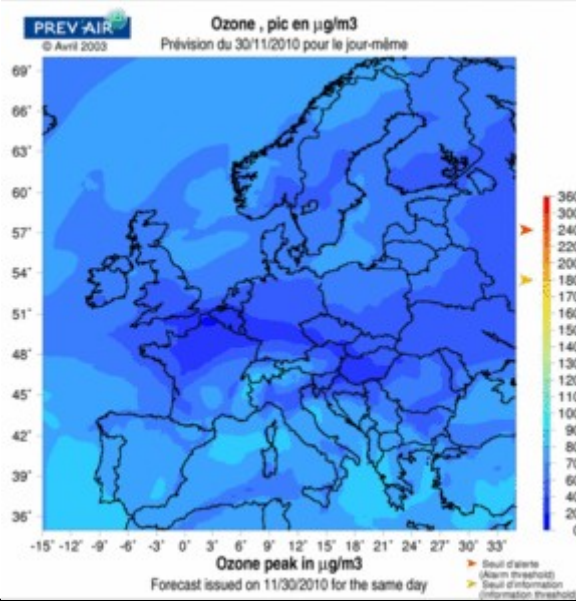 PREV'AIR
© Avril 2003
Ozone , pic en µg/m3
Prévision du 30/11/2010 pour le jour-même
69°
66°
63°
60°
57°
54°
51°
48°
45°
42°
39°
36°
-15° -12° -9° -6° -3° 0° 3° 6° 9° 12° 15° 18° 21° 24° 27° 30° 33°
360
300
240
200
180
160
140
130
120
110
100
90
80
70
60
40
20
0
Ozone peak in µg/m3
Forecast issued on 11/30/2010 for the same day
Seuil d'alerte
(Alarm threshold)
Seuil d'information
(Information threshold